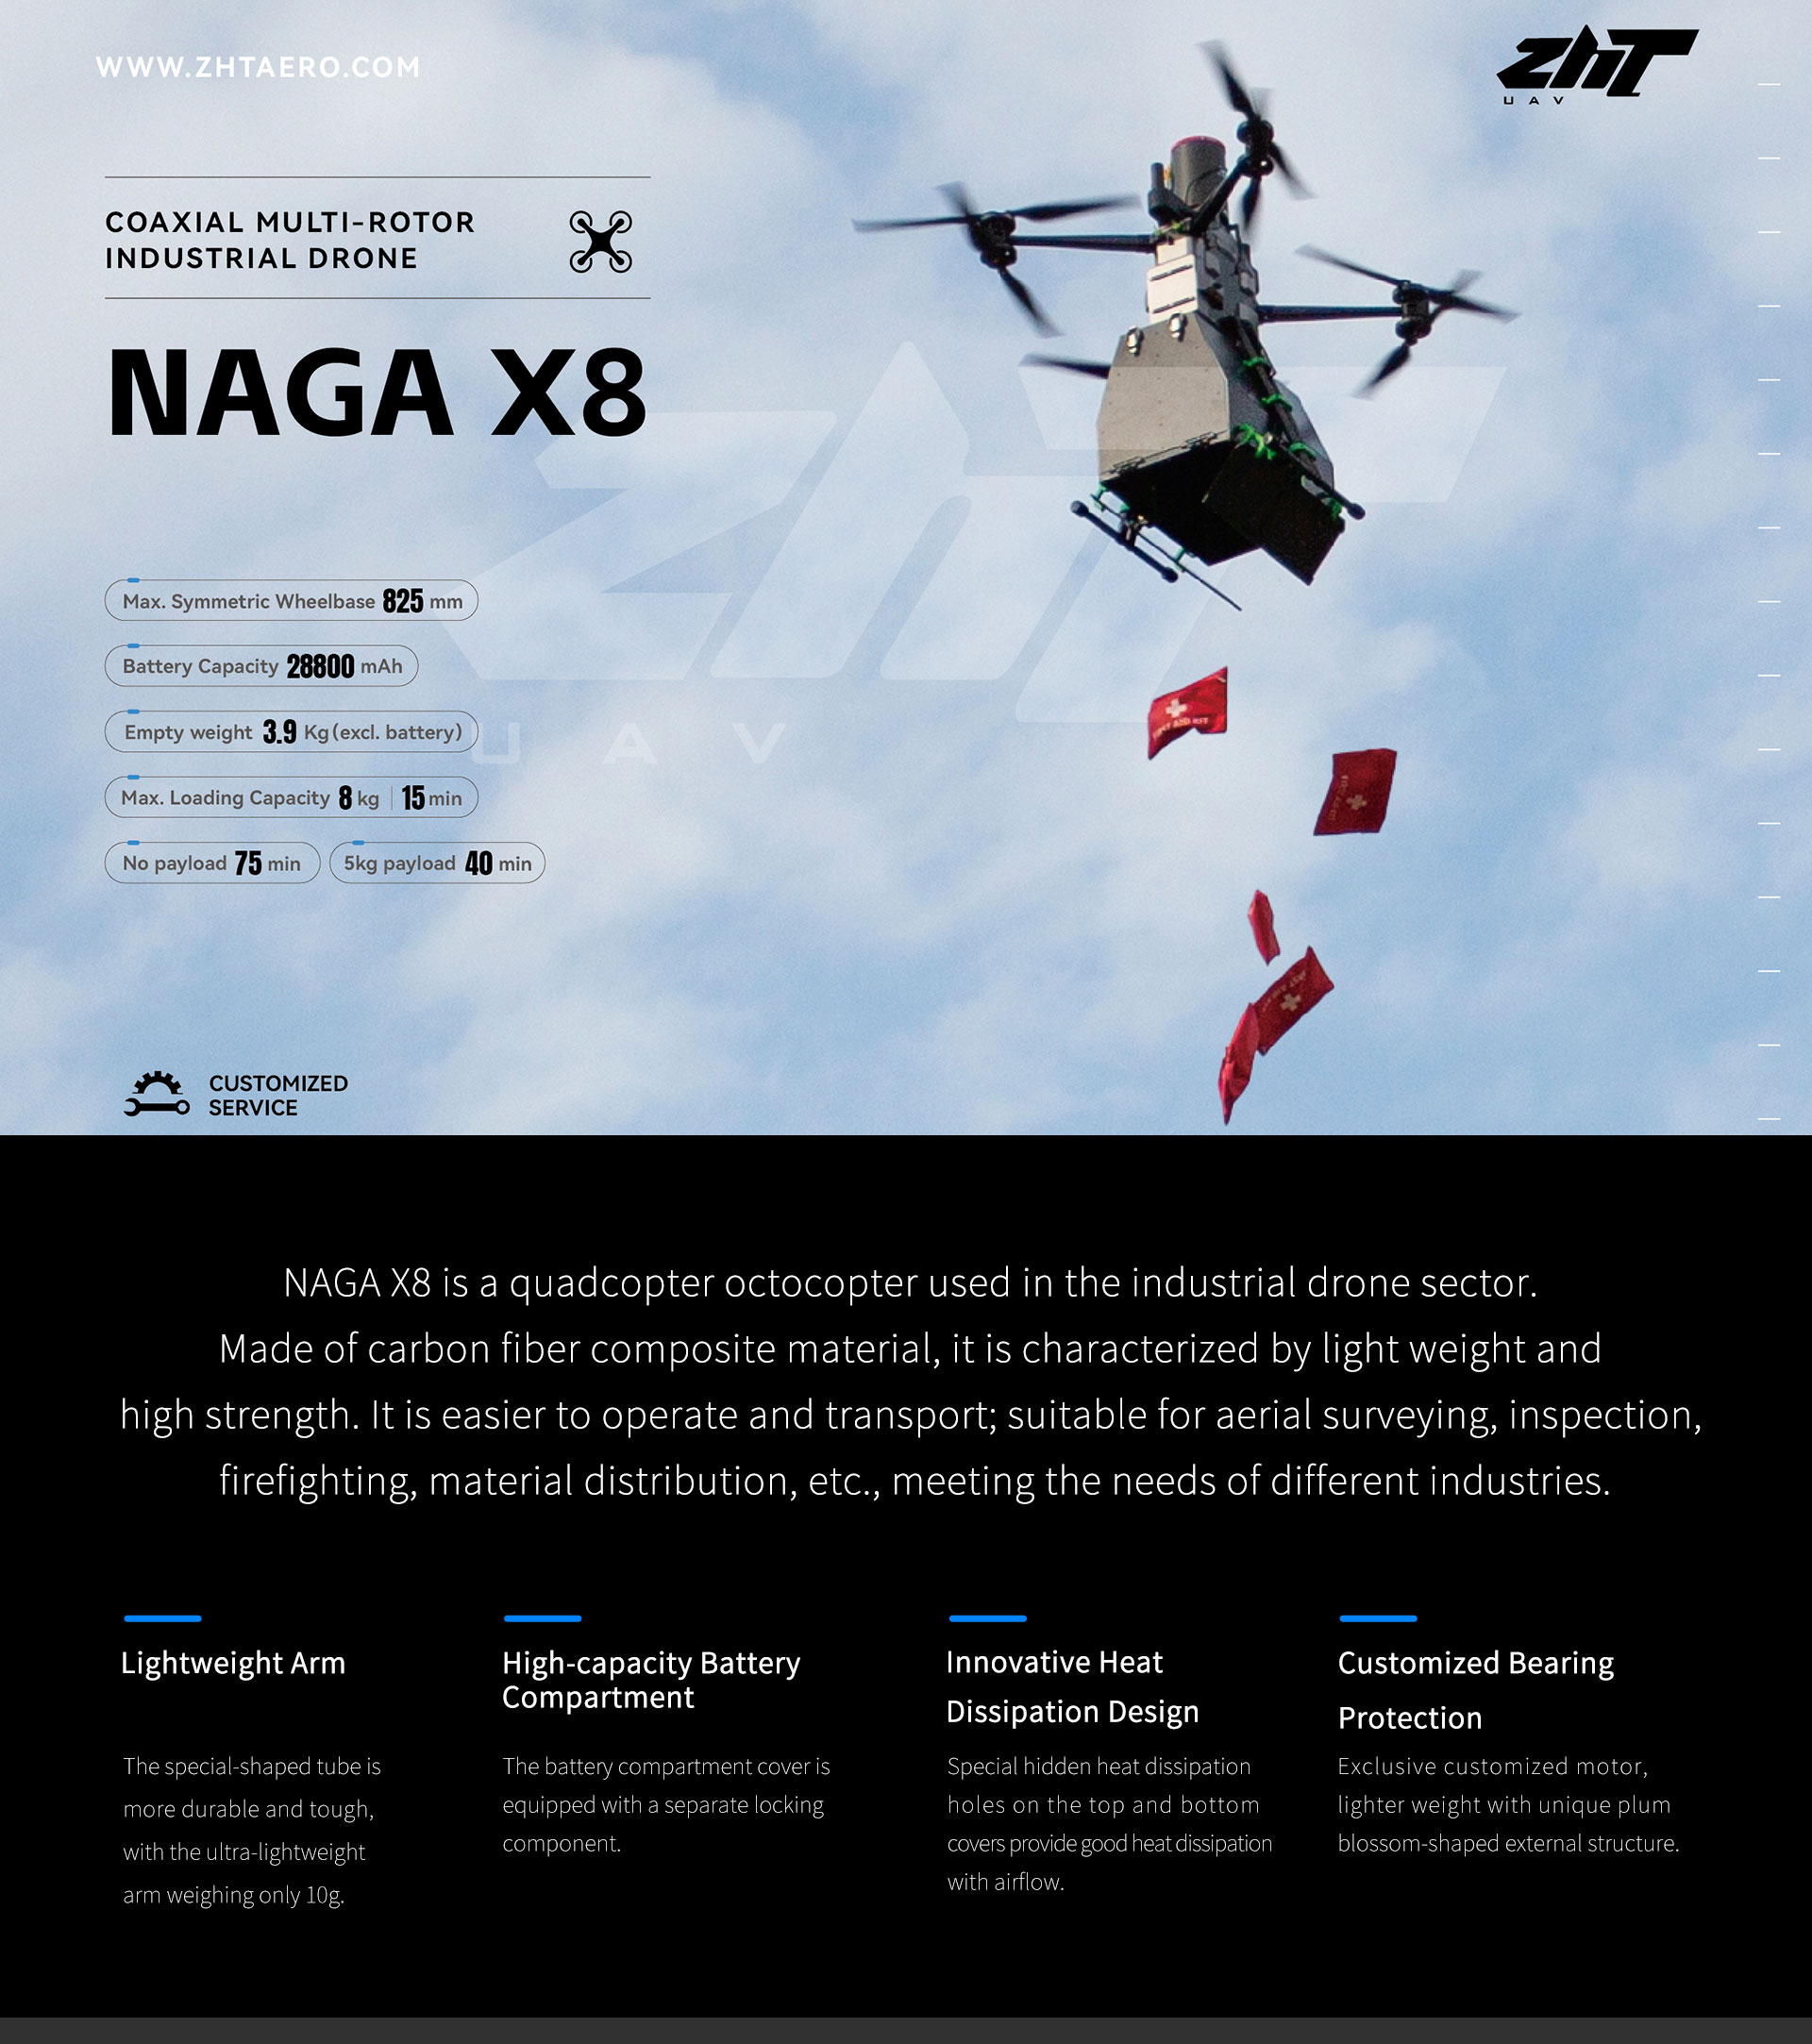 WWW.ZHTAERO.COM
zhT
UAV
COAXIAL MULTI-ROTOR
INDUSTRIAL DRONE
NAGA X8
zhT
UAV
Max. Symmetric Wheelbase 825 mm
Battery Capacity 28800 mAh
Empty weight 3.9 Kg(excl. battery)
Max. Loading Capacity 8 kg | 15 min
No payload 75 min
5kg payload 40 min
CUSTOMIZED
SERVICE
NAGA X8 is a quadcopter octocopter used in the industrial drone sector.
Made of carbon fiber composite material, it is characterized by light weight and
high strength. It is easier to operate and transport; suitable for aerial surveying, inspection,
firefighting, material distribution, etc., meeting the needs of different industries.
Lightweight Arm
The special-shaped tube is
more durable and tough,
with the ultra-lightweight
arm weighing only 10g.
High-capacity Battery
Compartment
The battery compartment cover is
equipped with a separate locking
component.
Innovative Heat
Dissipation Design
Special hidden heat dissipation
holes on the top and bottom
covers provide good heat dissipation
with airflow.
Customized Bearing
Protection
Exclusive customized motor,
lighter weight with unique plum
blossom-shaped external structure.